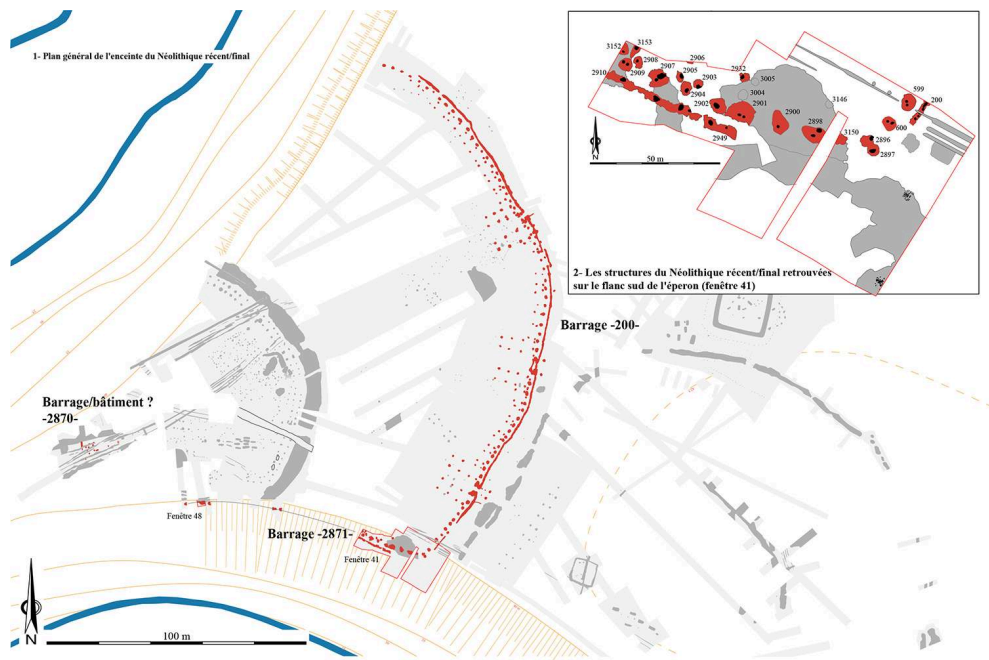 1- Plan général de l'enceinte du Néolithique récent/final
3152
3153
2906
2908
2907
2905
2932
2910
2909
2903
3005
2904
3004
599
200
2902
2901
3146
2900
2898
600
2949
3150
2896
2897
50 m
N
2- Les structures du Néolithique récent/final retrouvées
sur le flanc sud de l'éperon (fenêtre 41)
Barrage -200-
Barrage/bâtiment ?
-2870-
Fenêtre 48
Barrage -2871-
Fenêtre 41
N
100 m